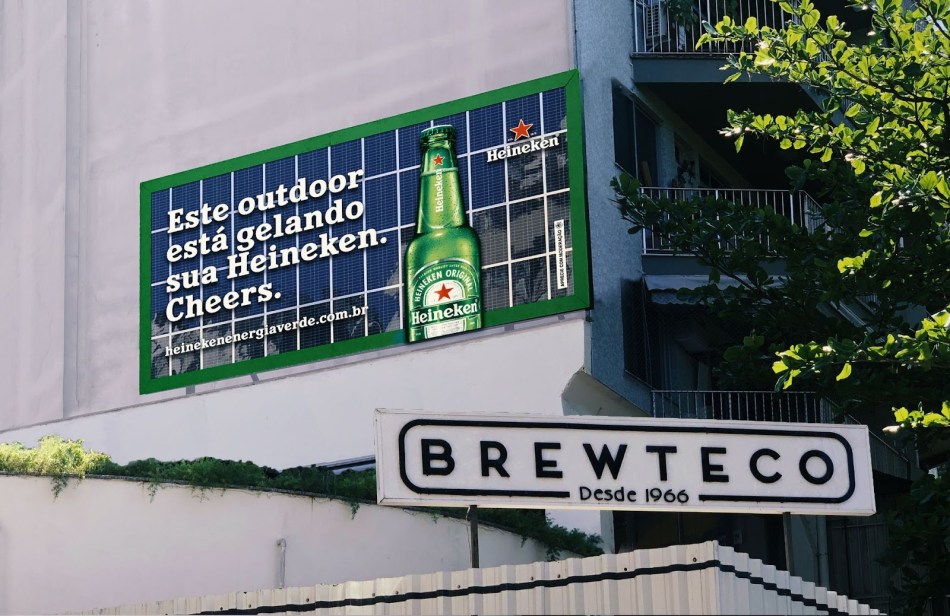 Este outdoor
está gelando
sua Heineken.
Cheers.
heinekenenergiaverde.com.br
Heineken
Heineken
HEINEKEN ORIGINAL
Heineken
BREWTECO
Desde 1966